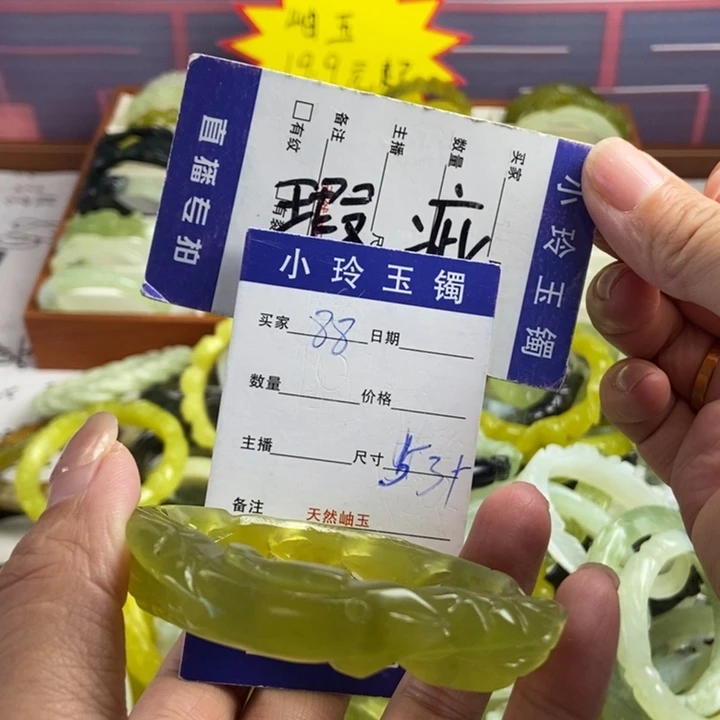 岫玉
199元起
直播专拍
小玲玉镯
买家
数量
主播
备注
□有纹
亦
瑕
小玲玉镯
买家 88 日期
数量 价格
主播 尺寸 53+
备注 天然岫玉